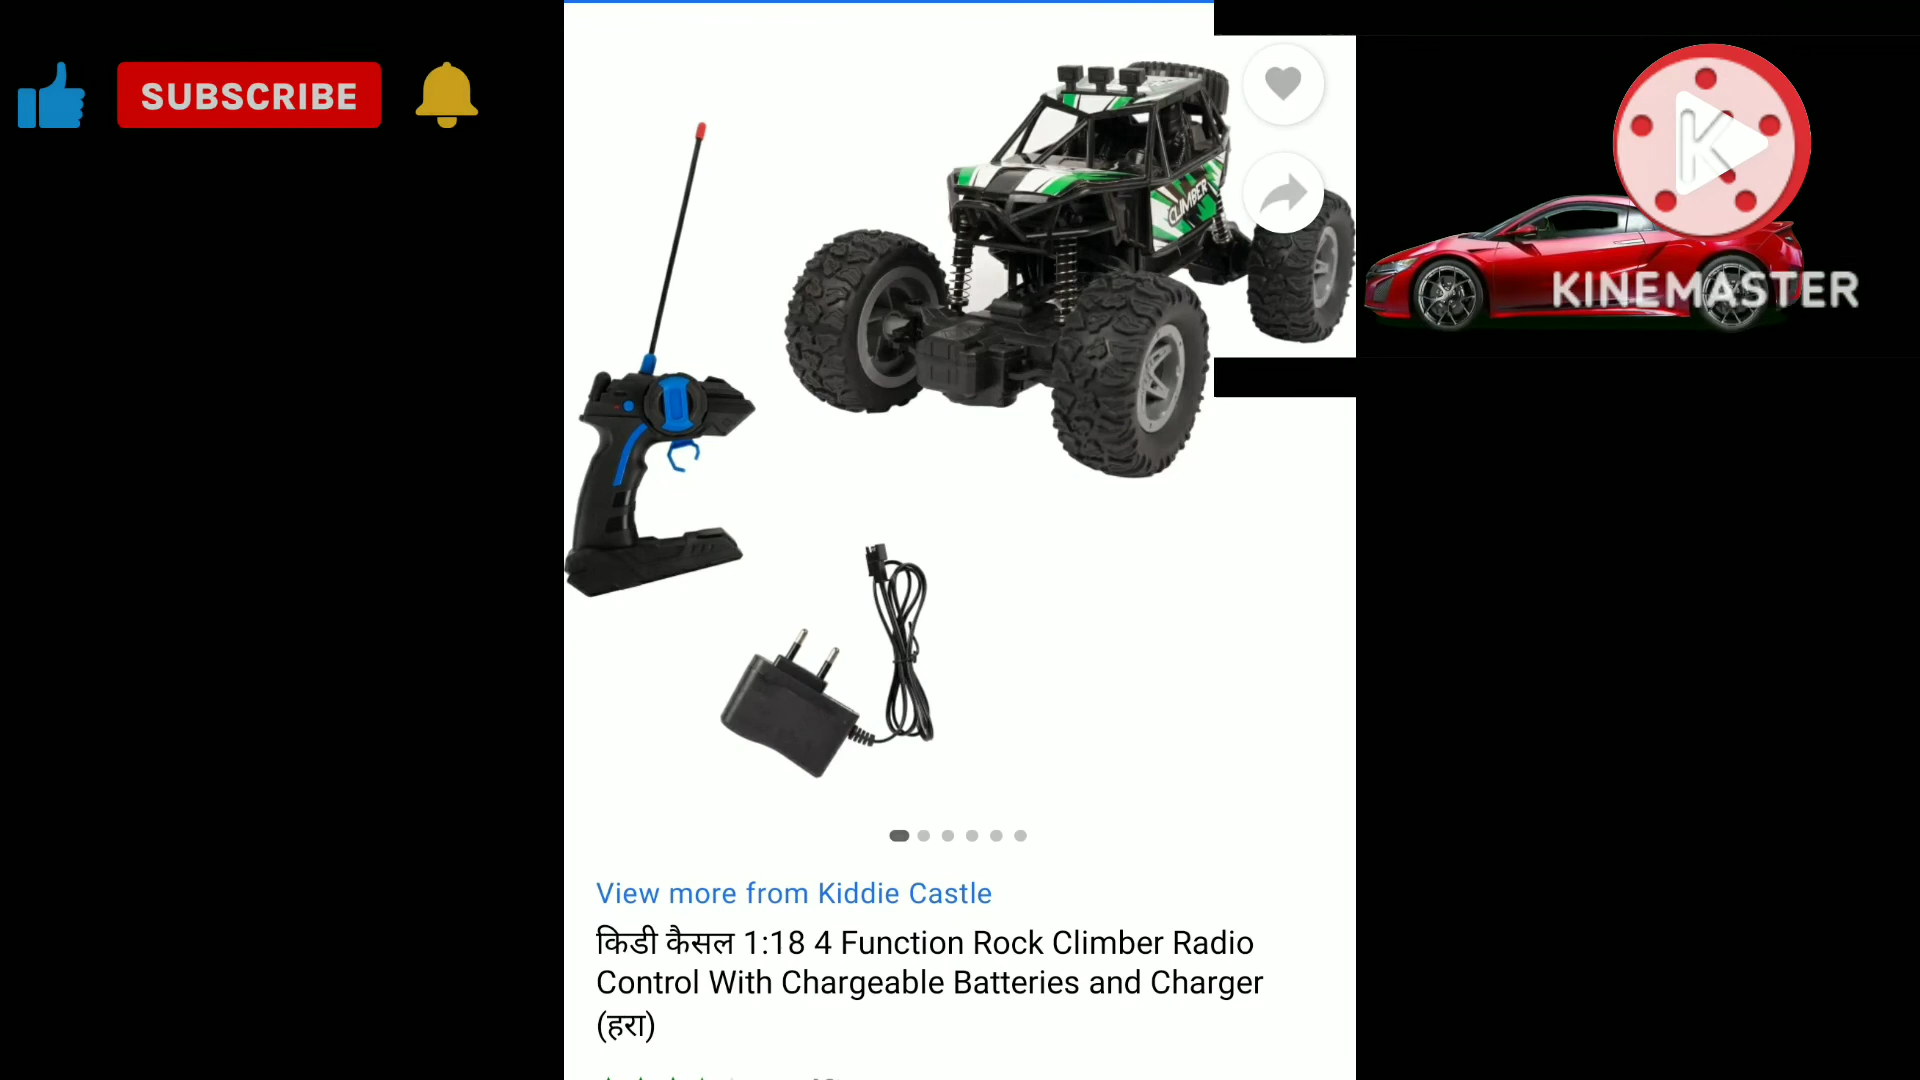 SUBSCRIBE
CLIMBER
K
KINEMASTER
View more from Kiddie Castle
किडी कैसल 1:18 4 Function Rock Climber Radio
Control With Chargeable Batteries and Charger
(हरा)